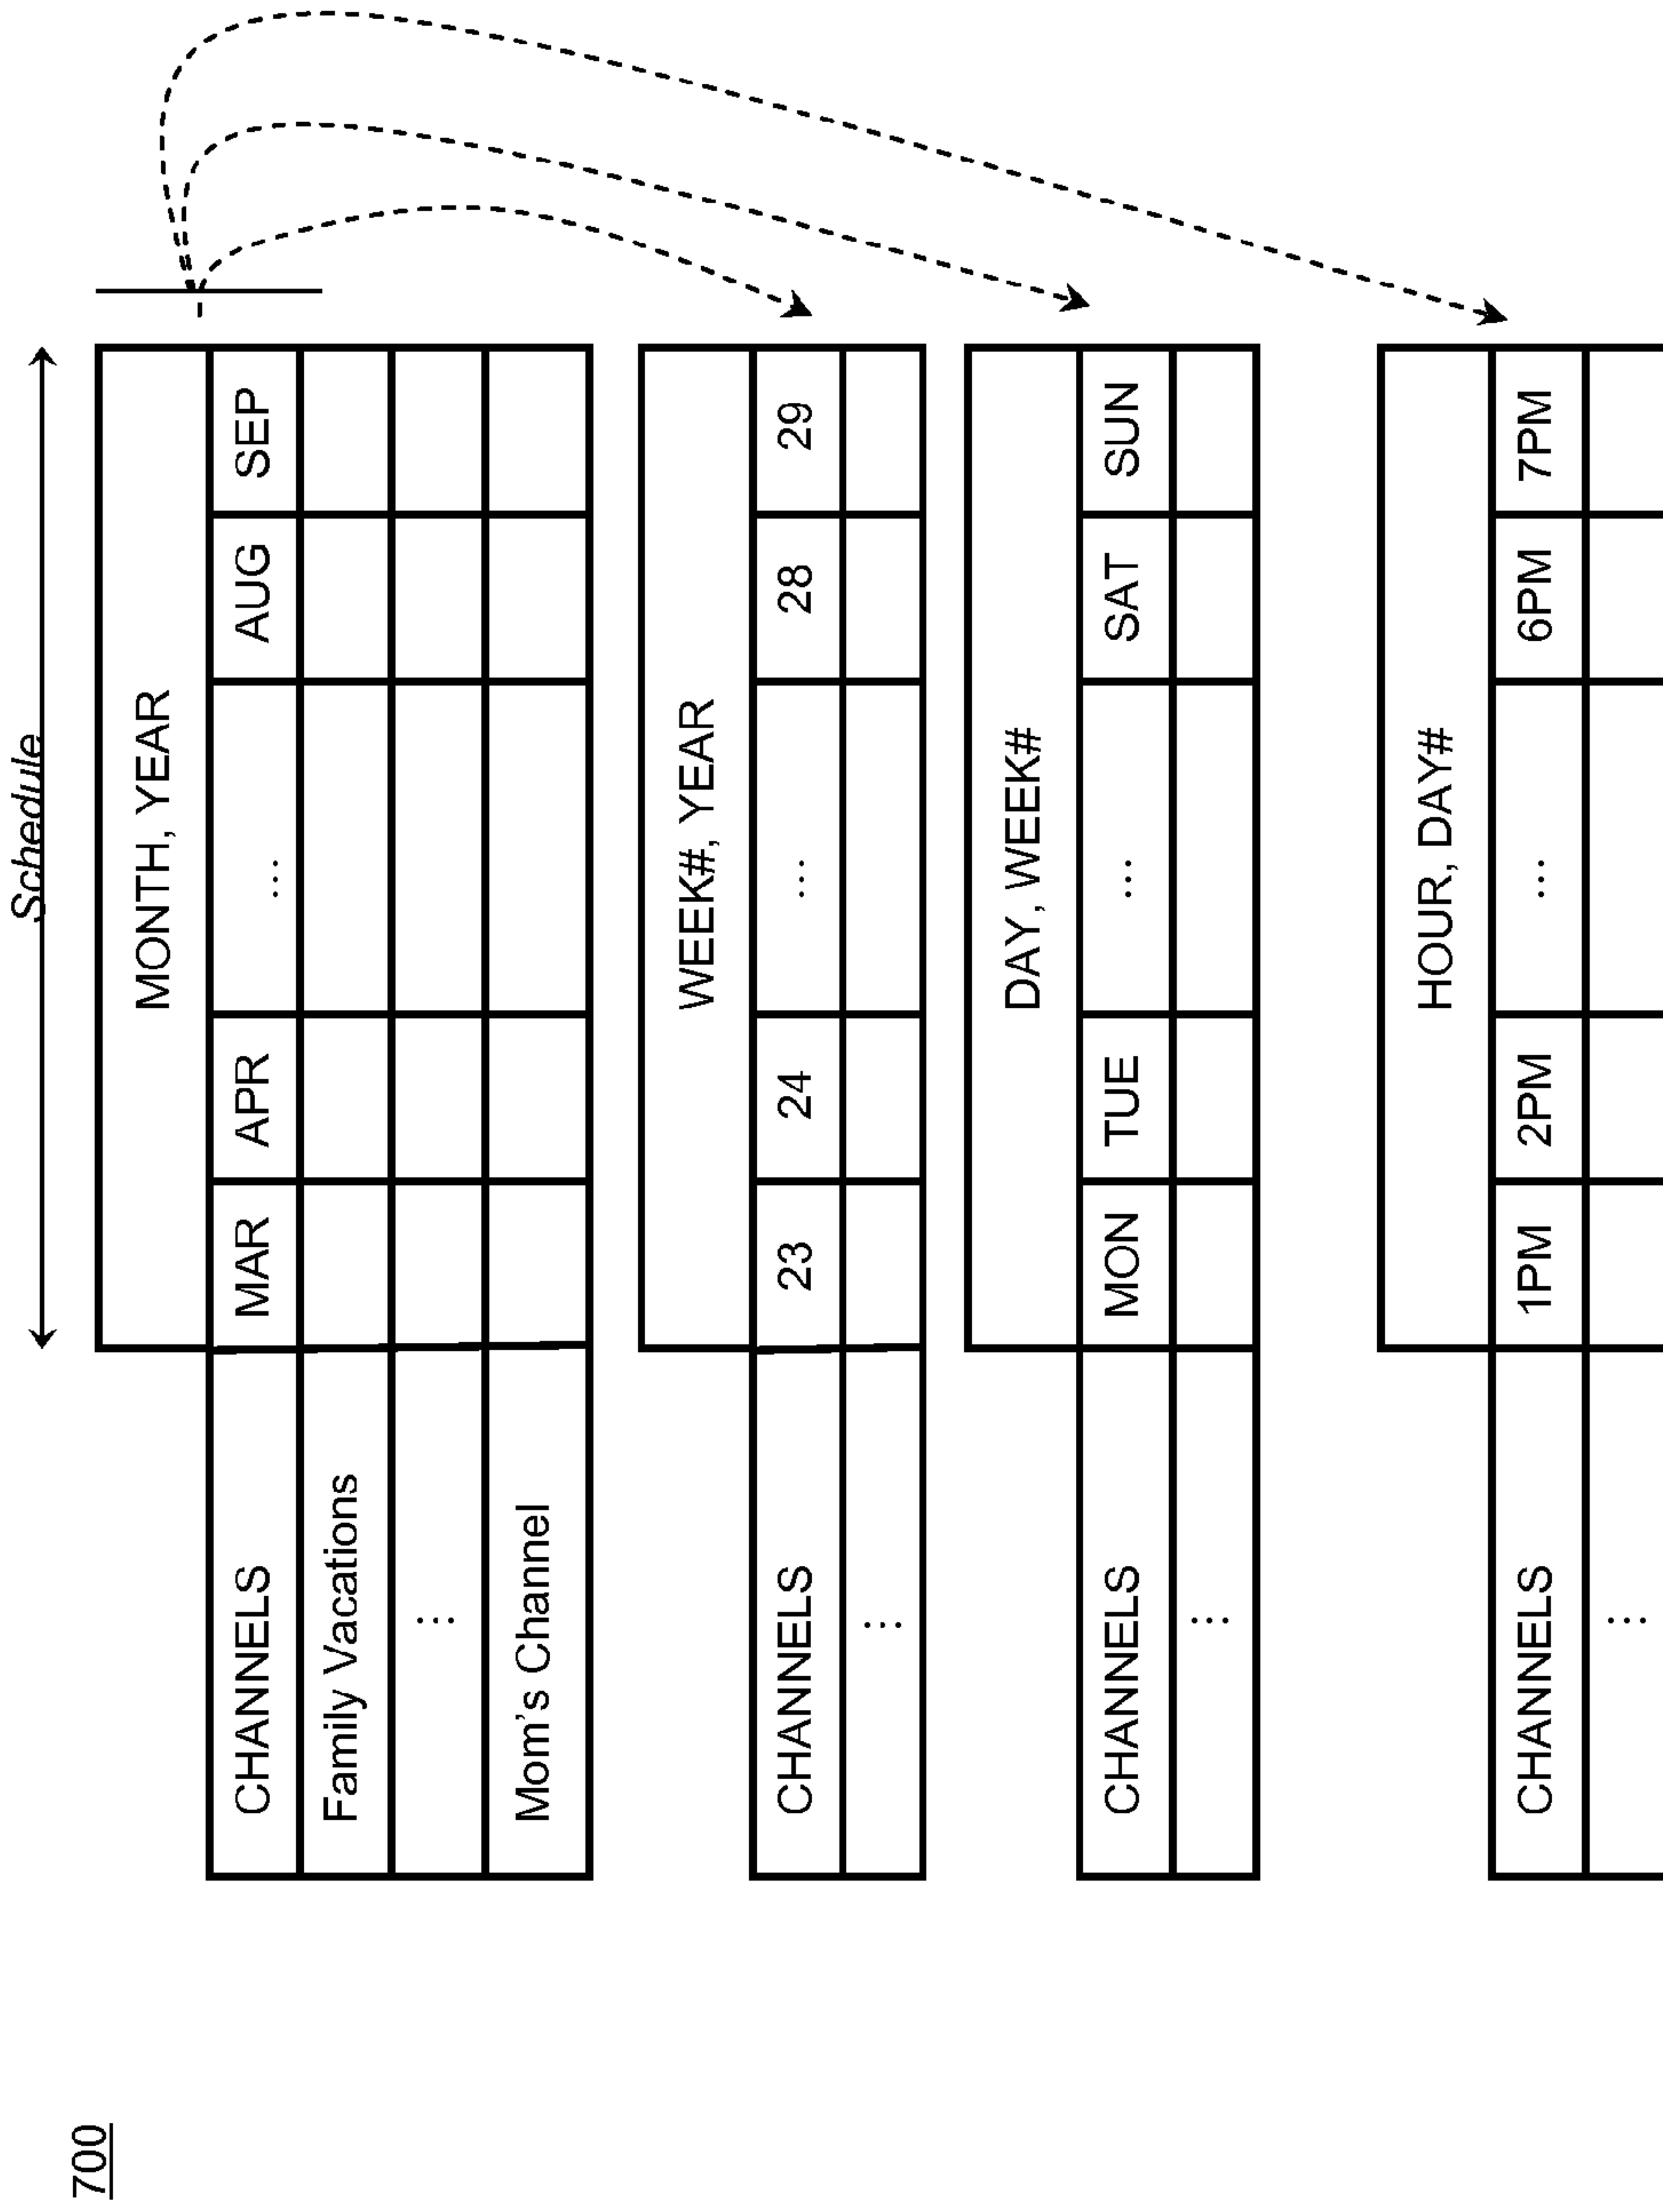 700
Schedule
MONTH, YEAR
CHANNELS MAR APR ... AUG SEP
Family Vacations
...
Mom's Channel
WEEK#, YEAR
CHANNELS 23 24 ... 28 29
...
DAY, WEEK#
CHANNELS MON TUE ... SAT SUN
...
HOUR, DAY#
CHANNELS 1PM 2PM ... 6PM 7PM
...